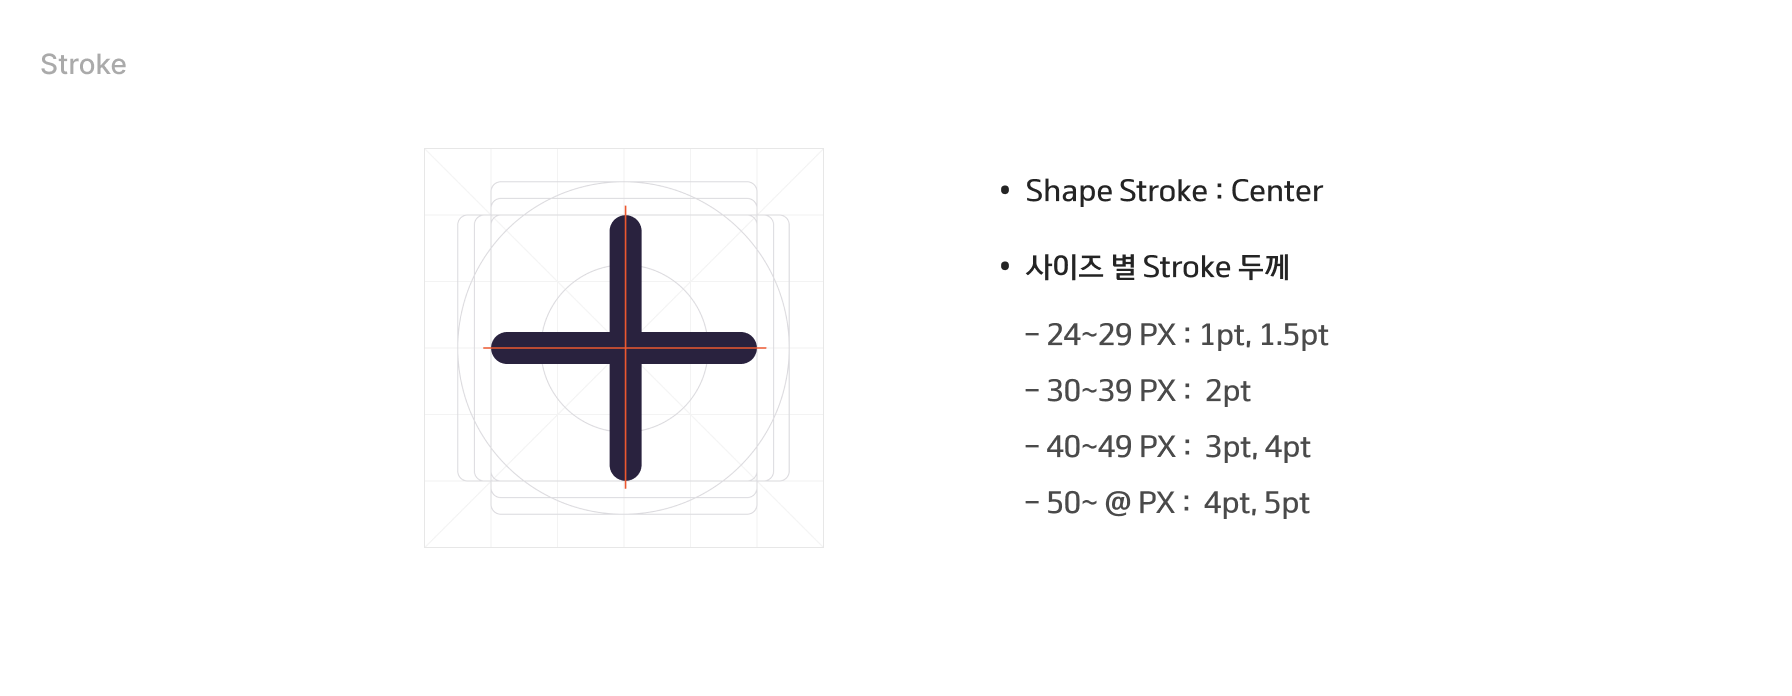 Stroke
• Shape Stroke : Center
• 사이즈 별 Stroke 두께
- 24~29 PX : 1pt, 1.5pt
- 30~39 PX : 2pt
- 40~49 PX : 3pt, 4pt
- 50~ @ PX : 4pt, 5pt